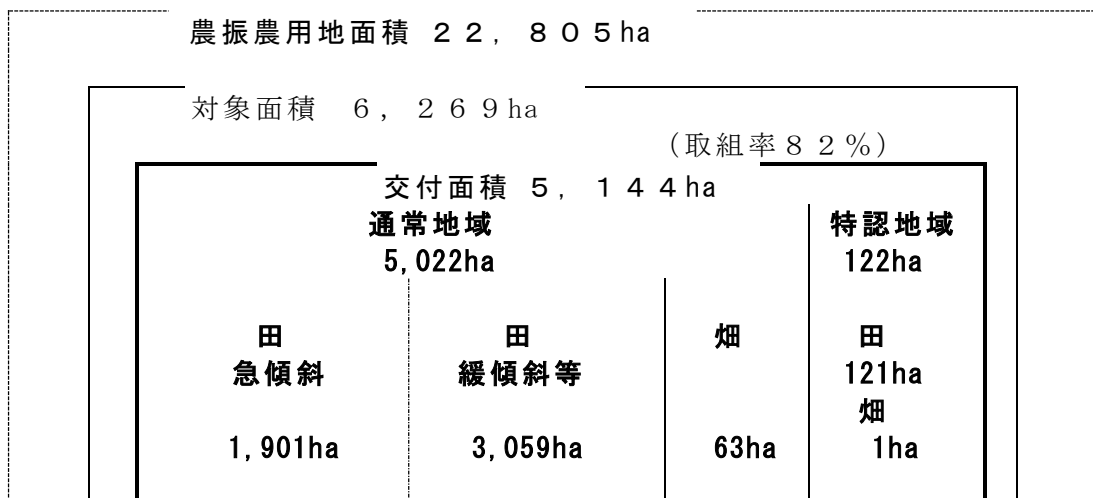 農振農用地面積 ２２，８０５ha
対象面積 ６，２６９ha
（取組率８２％）
交付面積 ５，１４４ha
通常地域 特認地域
5,022ha 122ha
田 田 畑 田
急傾斜 緩傾斜等 121ha
畑
1,901ha 3,059ha 63ha 1ha